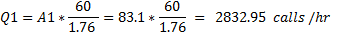 Q1 = A1 * 60/1.76 = 83.1 * 60/1.76 = 2832.95 calls /hr